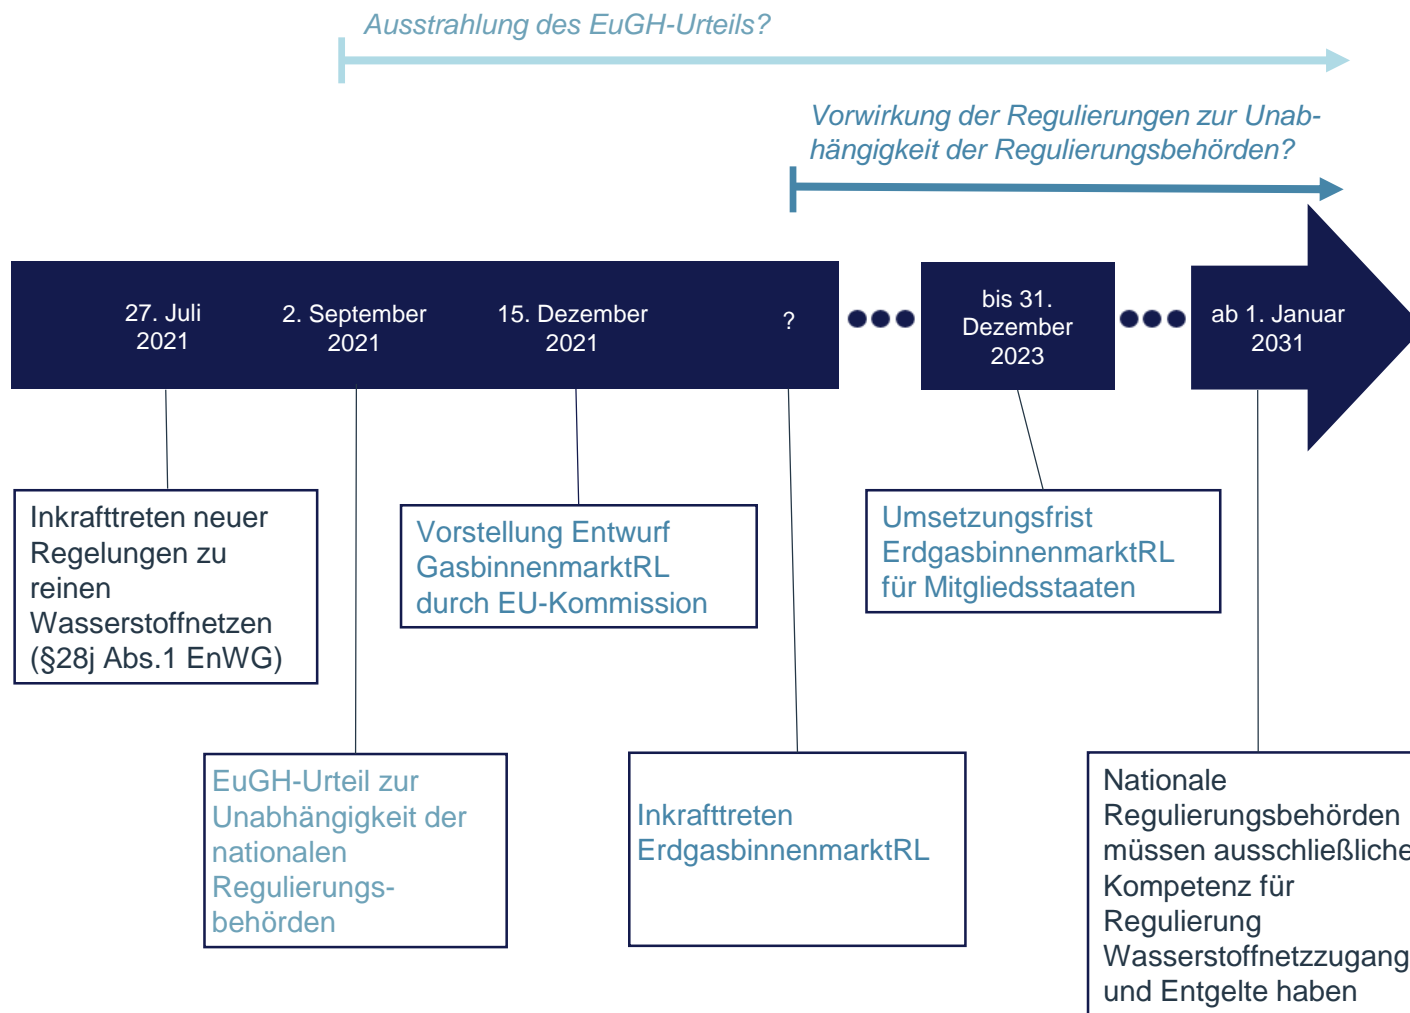 Ausstrahlung des EuGH-Urteils?
Vorwirkung der Regulierungen zur Unab-
hängigkeit der Regulierungsbehörden?
27. Juli
2021
2. September
2021
15. Dezember
2021
?
bis 31.
Dezember
2023
ab 1. Januar
2031
Inkrafttreten neuer
Regelungen zu
reinen
Wasserstoffnetzen
(§28j Abs.1 EnWG)
Vorstellung Entwurf
GasbinnenmarktRL
durch EU-Kommission
Umsetzungsfrist
ErdgasbinnenmarktRL
für Mitgliedsstaaten
EuGH-Urteil zur
Unabhängigkeit der
nationalen
Regulierungs-
behörden
Inkrafttreten
ErdgasbinnenmarktRL
Nationale
Regulierungsbehörden
müssen ausschließliche
Kompetenz für
Regulierung
Wasserstoffnetzzugang
und Entgelte haben